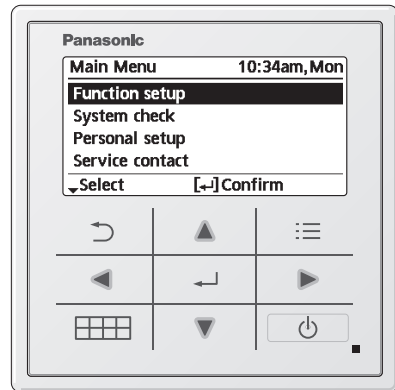 Panasonic
Main Menu 10:34am, Mon
Function setup
System check
Personal setup
Service contact
Select [↵] Confirm